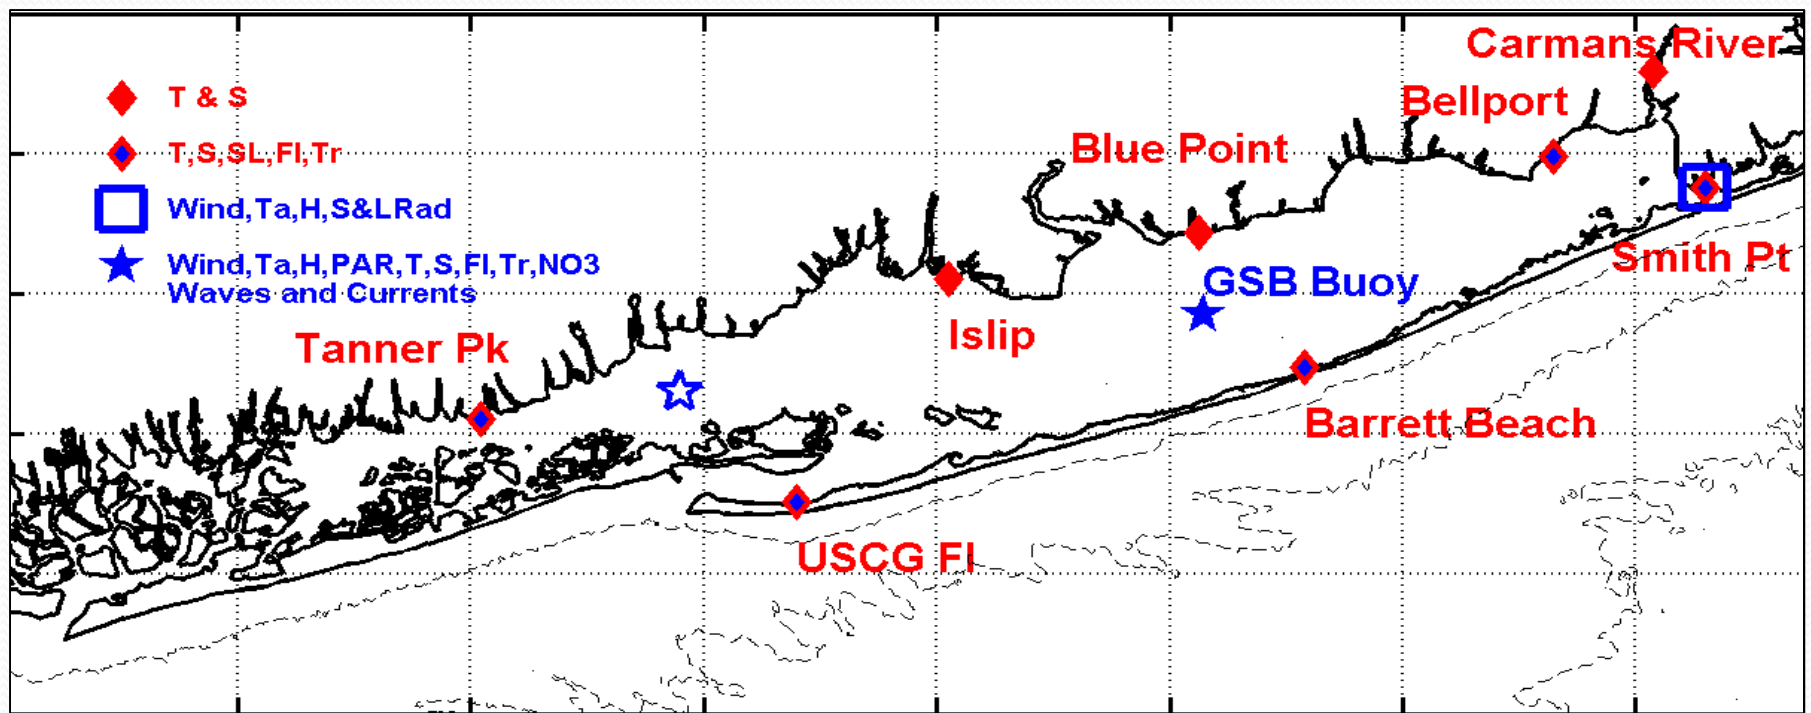 Carmans River
T & S
Bellport
T,S,SL,Fl,Tr
Blue Point
Wind,Ta,H,S&LRad
Wind,Ta,H,PAR,T,S,Fl,Tr,NO3
Waves and Currents
Smith Pt
GSB Buoy
Islip
Tanner Pk
Barrett Beach
USCG FI